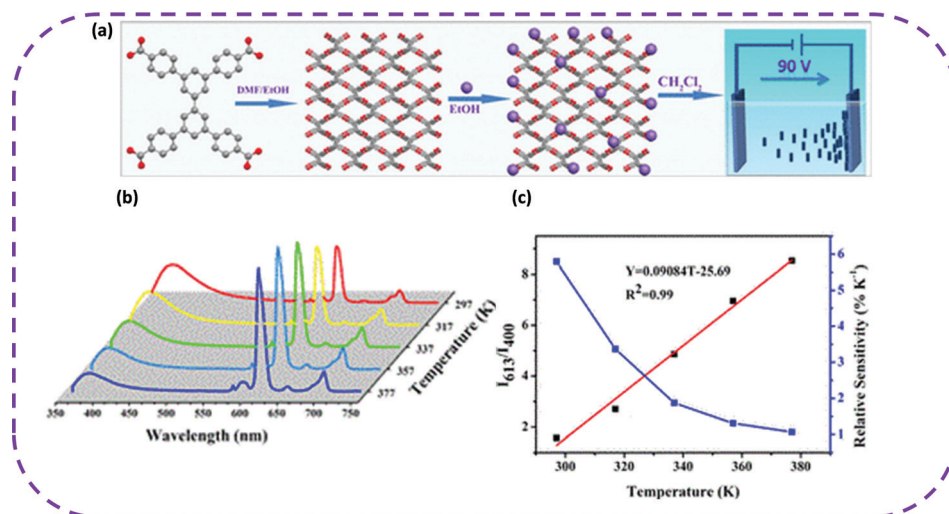 (a)
DMF/EtOH
EtOH
CH₂Cl₂
90 V
(b)
350 400 450 500 550 600 650 700 750
Wavelength (nm)
297
317
337
357
377
Temperature (K)
(c)
Y=0.09084T-25.69
R²=0.99
I₆₁₃/I₄₀₀
8
6
4
2
300 320 340 360 380
Temperature (K)
6
5
4
3
2
1
Relative Sensitivity (% K⁻¹)